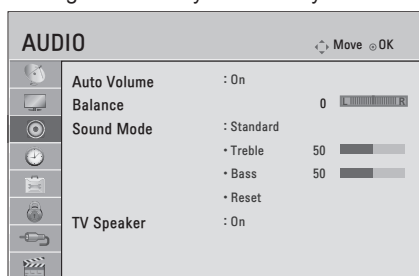 AUDIO Move OK
Auto Volume : On
Balance 0 L R
Sound Mode : Standard
• Treble 50
• Bass 50
• Reset
TV Speaker : On